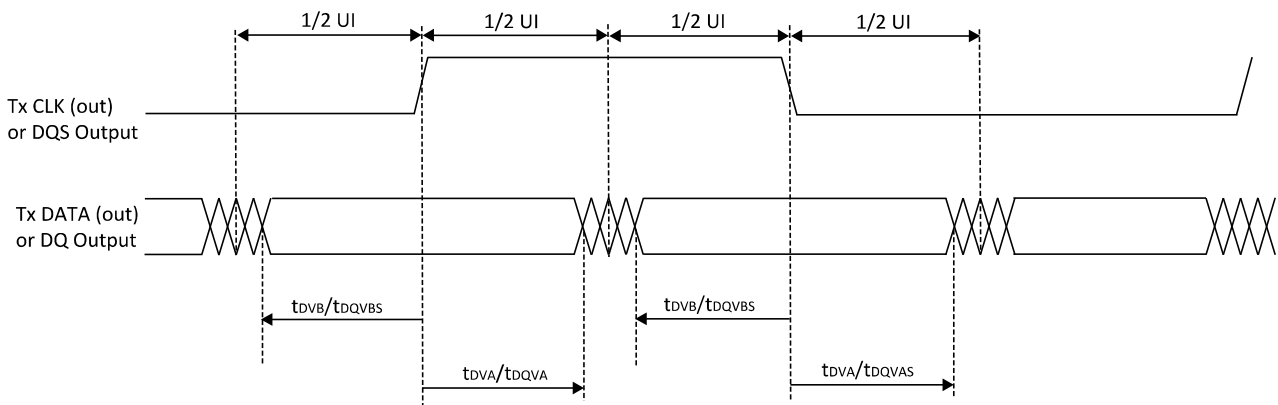 1/2 UI
1/2 UI
1/2 UI
1/2 UI
Tx CLK (out)
or DQS Output
Tx DATA (out)
or DQ Output
tDVB/tDQVBS
tDVB/tDQVBS
tDVA/tDQVA
tDVA/tDQVAS